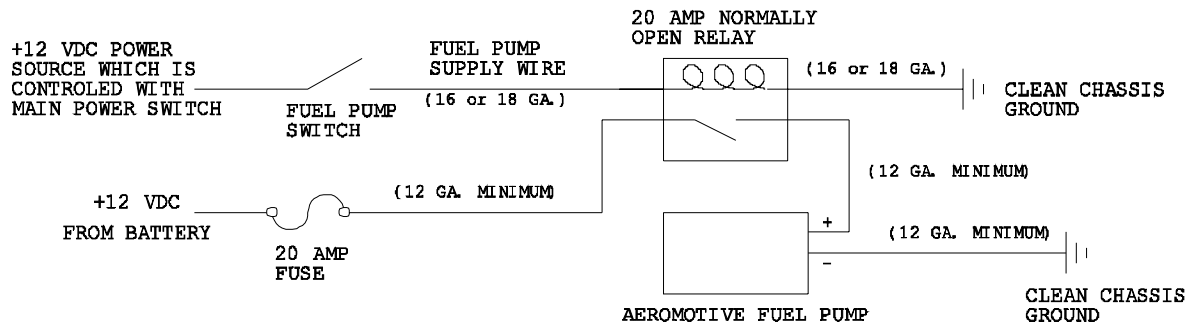 20 AMP NORMALLY
OPEN RELAY
+12 VDC POWER
SOURCE WHICH IS
CONTROLED WITH
MAIN POWER SWITCH
FUEL PUMP
SUPPLY WIRE
(16 or 18 GA.)
(16 or 18 GA.)
CLEAN CHASSIS
GROUND
FUEL PUMP
SWITCH
(12 GA. MINIMUM)
(12 GA. MINIMUM)
+12 VDC
FROM BATTERY
20 AMP
FUSE
+
(12 GA. MINIMUM)
-
CLEAN CHASSIS
GROUND
AEROMOTIVE FUEL PUMP